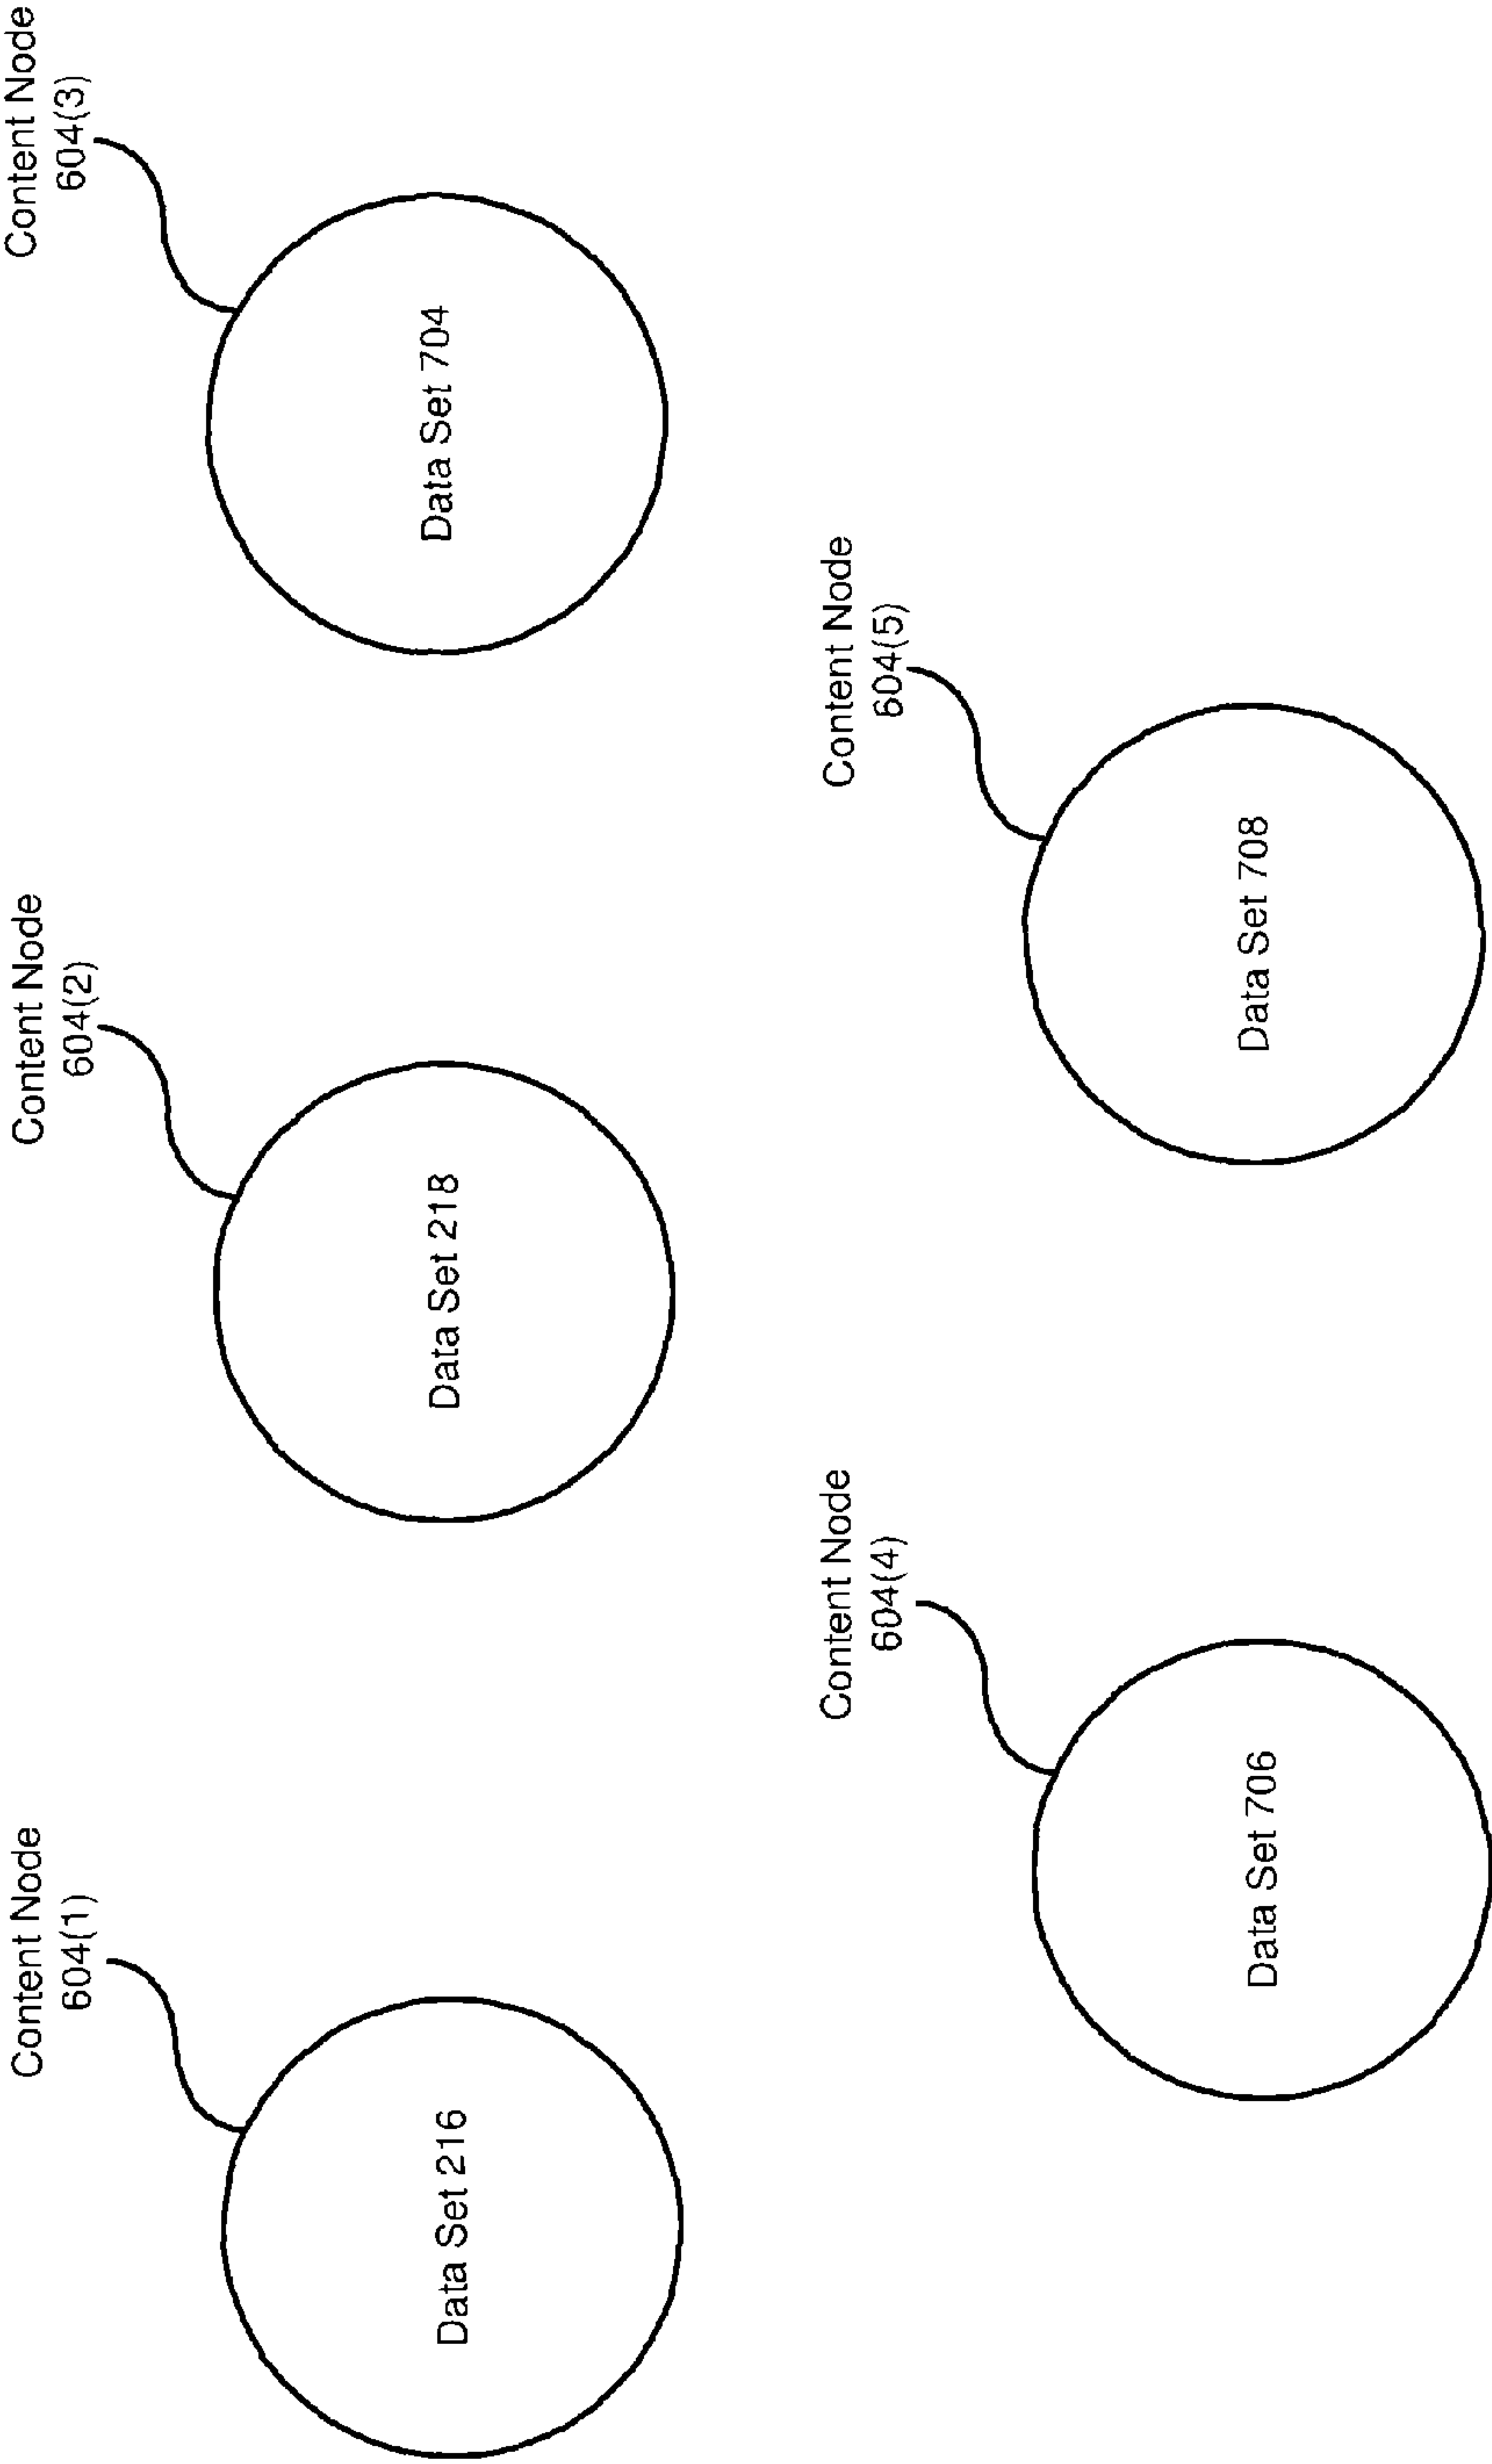 Content Node
604(1)
Data Set 216
Content Node
604(2)
Data Set 218
Content Node
604(3)
Data Set 704
Content Node
604(4)
Data Set 706
Content Node
604(5)
Data Set 708